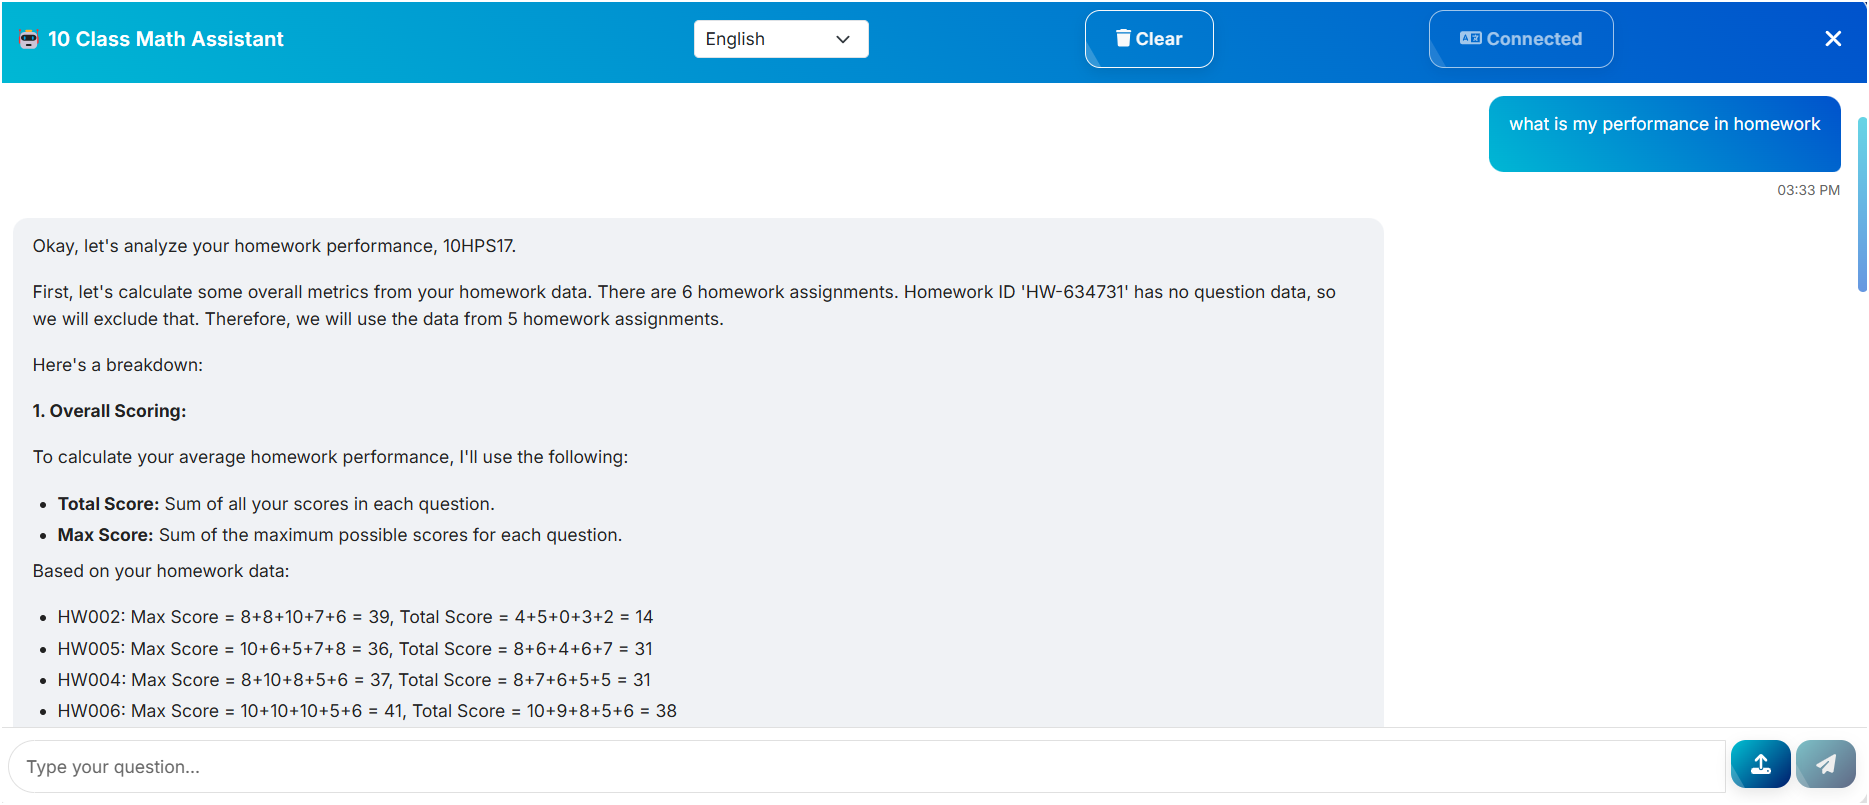 10 Class Math Assistant
English
Clear
Connected
what is my performance in homework
03:33 PM
Okay, let's analyze your homework performance, 10HPS17.
First, let's calculate some overall metrics from your homework data. There are 6 homework assignments. Homework ID 'HW-634731' has no question data, so
we will exclude that. Therefore, we will use the data from 5 homework assignments.
Here's a breakdown:
1. Overall Scoring:
To calculate your average homework performance, I'll use the following:
• Total Score: Sum of all your scores in each question.
• Max Score: Sum of the maximum possible scores for each question.
Based on your homework data:
• HW002: Max Score = 8+8+10+7+6 = 39, Total Score = 4+5+0+3+2 = 14
• HW005: Max Score = 10+6+5+7+8 = 36, Total Score = 8+6+4+6+7 = 31
• HW004: Max Score = 8+10+8+5+6 = 37, Total Score = 8+7+6+5+5 = 31
• HW006: Max Score = 10+10+10+5+6 = 41, Total Score = 10+9+8+5+6 = 38
Type your question...